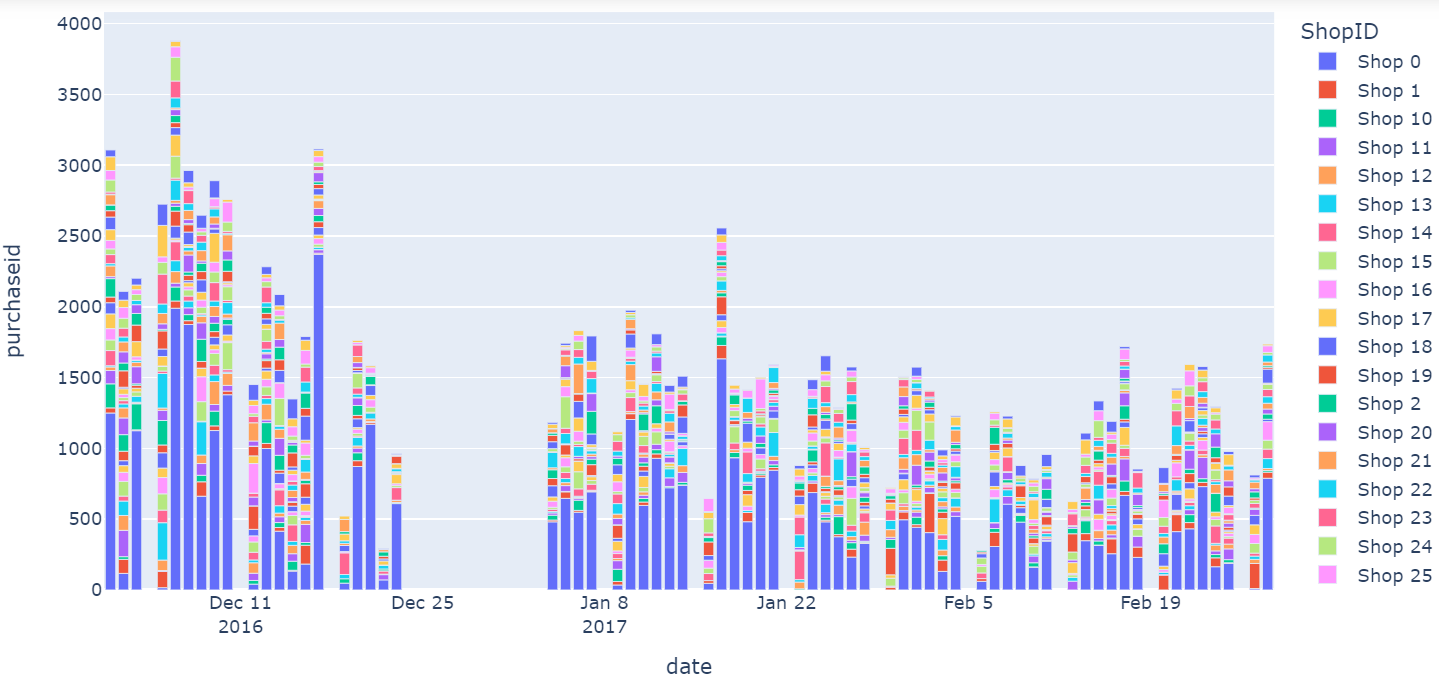 4000
3500
3000
2500
2000
1500
1000
500
0
purchaseid
Dec 11
2016
Dec 25
Jan 8
2017
Jan 22
Feb 5
Feb 19
date
ShopID
Shop 0
Shop 1
Shop 10
Shop 11
Shop 12
Shop 13
Shop 14
Shop 15
Shop 16
Shop 17
Shop 18
Shop 19
Shop 2
Shop 20
Shop 21
Shop 22
Shop 23
Shop 24
Shop 25